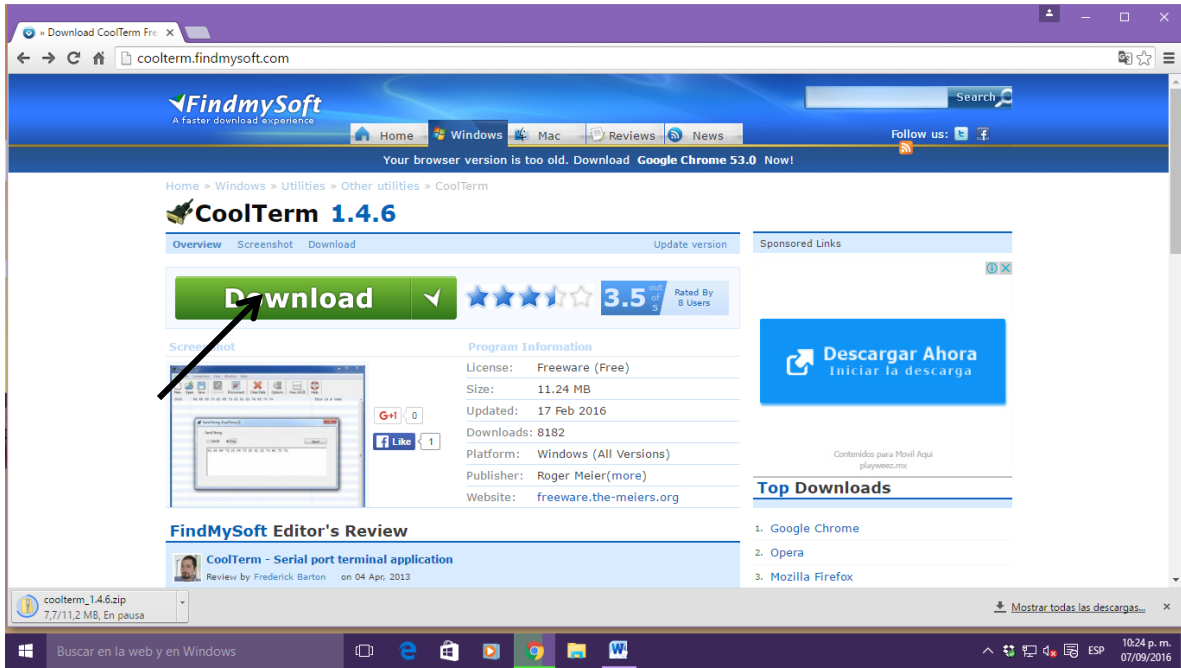 » Download CoolTerm Fre
coolterm.findmysoft.com
FindmySoft
A faster download experience
Search
Home
Windows
Mac
Reviews
News
Follow us:
Your browser version is too old. Download Google Chrome 53.0 Now!
Home » Windows » Utilities » Other utilities » CoolTerm
CoolTerm 1.4.6
Overview Screenshot Download Update version
Sponsored Links
Download
3.5 out of 5
Rated By 8 Users
Screenshot
G+1 0
Like 1
Program Information
License: Freeware (Free)
Size: 11.24 MB
Updated: 17 Feb 2016
Downloads: 8182
Platform: Windows (All Versions)
Publisher: Roger Meier(more)
Website: freeware.the-meiers.org
Descargar Ahora
Iniciar la descarga
Contenidos para Movil Aqui
playweez.mx
Top Downloads
1. Google Chrome
2. Opera
3. Mozilla Firefox
FindMySoft Editor's Review
CoolTerm - Serial port terminal application
Review by Frederick Barton on 04 Apr, 2013
coolterm_1.4.6.zip
7,7/11,2 MB, En pausa
Mostrar todas las descargas...
Buscar en la web y en Windows
ESP
10:24 p. m.
07/09/2016